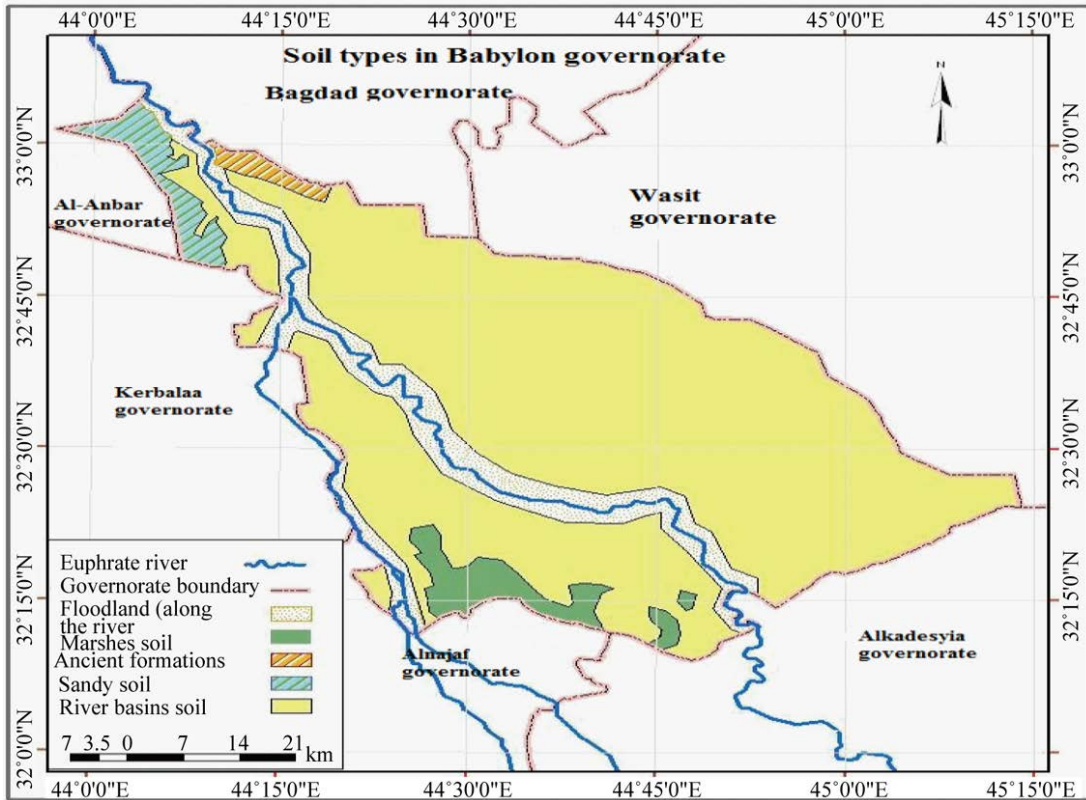 44°0'0"E 44°15'0"E 44°30'0"E 44°45'0"E 45°0'0"E 45°15'0"E
Soil types in Babylon governorate
Bagdad governorate
N
33°0'0"N 33°0'0"N
Wasit
governorate
Al-Anbar
governorate
32°45'0"N 32°45'0"N
Kerbalaa
governorate
32°30'0"N 32°30'0"N
Euphrate river
Governorate boundary
Floodland (along
the river
Marshes soil
Ancient formations
Sandy soil
River basins soil
7 3.5 0 7 14 21 km
32°15'0"N 32°15'0"N
Alkadesyia
governorate
Alnajaf
governorate
32°0'0"N 32°0'0"N
44°0'0"E 44°15'0"E 44°30'0"E 44°45'0"E 45°0'0"E 45°15'0"E